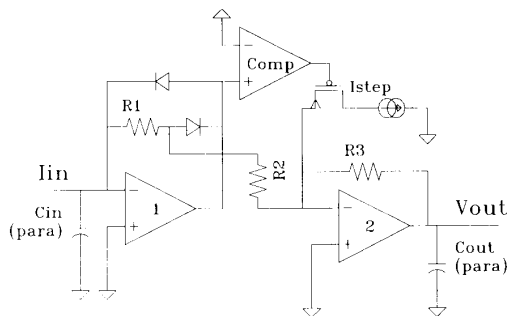 Comp
Istep
R1
R2
R3
Iin
Cin
(para)
1
2
Vout
Cout
(para)